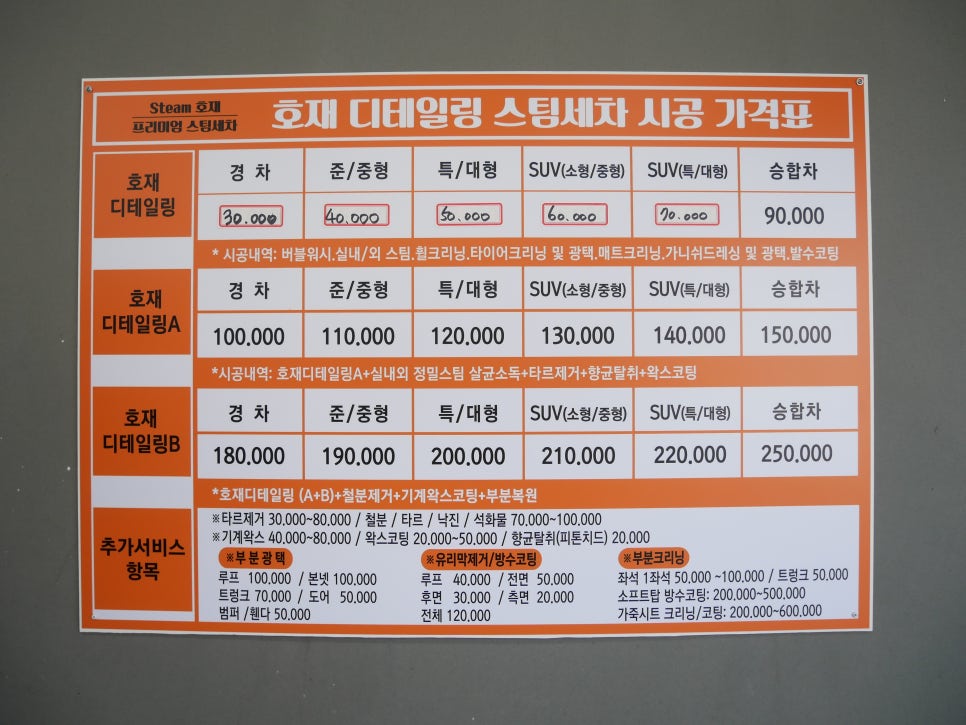 Steam 호재
프리미엄 스팀세차
호재 디테일링 스팀세차 시공 가격표
호재
디테일링
경 차 준/중형 특/대형 SUV(소형/중형) SUV(특/대형) 승합차
30.000 40.000 50.000 60.000 70.000 90.000
* 시공내역: 버블워시.실내/외 스팀.휠크리닝.타이어크리닝 및 광택.매트크리닝.가니쉬드레싱 및 광택.발수코팅
호재
디테일링A
경 차 준/중형 특/대형 SUV(소형/중형) SUV(특/대형) 승합차
100.000 110.000 120.000 130.000 140.000 150.000
*시공내역: 호재디테일링A+실내외 정밀스팀 살균소독+타르제거+향균탈취+왁스코팅
호재
디테일링B
경 차 준/중형 특/대형 SUV(소형/중형) SUV(특/대형) 승합차
180.000 190.000 200.000 210.000 220.000 250.000
*호재디테일링 (A+B)+철분제거+기계왁스코팅+부분복원
추가서비스
항목
※타르제거 30,000~80,000 / 철분 / 타르 / 낙진 / 석화물 70,000~100,000
※기계왁스 40,000~80,000 / 왁스코팅 20,000~50,000 / 향균탈취(피톤치드) 20.000
※부분광택
루프 100,000 / 본넷 100,000
트렁크 70,000 / 도어 50,000
범퍼 /휀다 50,000
※유리막제거/방수코팅
루프 40,000 / 전면 50,000
후면 30,000 / 측면 20,000
전체 120,000
※부분크리닝
좌석 1좌석 50,000 ~100,000 / 트렁크 50,000
소프트탑 방수코팅: 200,000~500,000
가죽시트 크리닝/코팅: 200,000~600,000